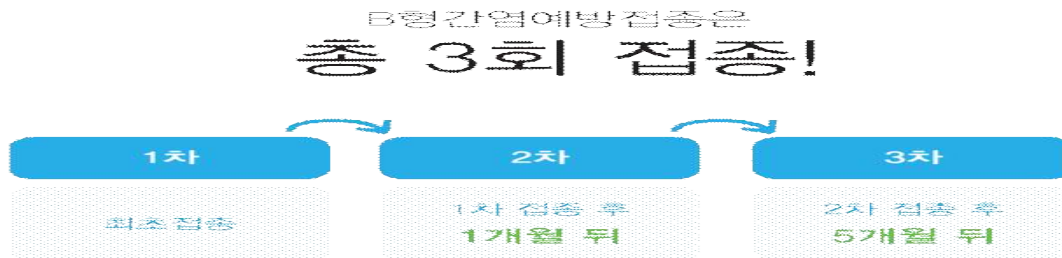 B형간염예방접종은
총 3회 접종!
1차
최초접종
2차
1차 접종 후
1개월 뒤
3차
2차 접종 후
5개월 뒤